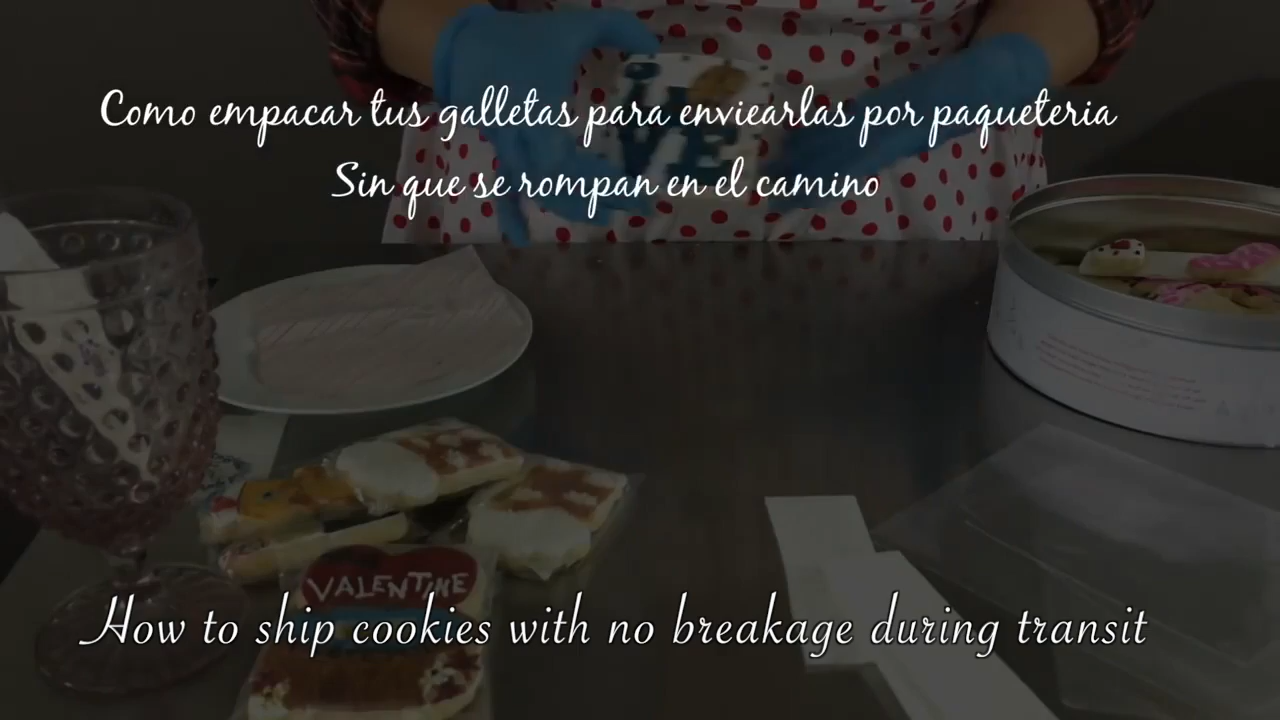 Como empacar tus galletas para enviearlas por paqueteria
Sin que se rompan en el camino
VALENTINE
How to ship cookies with no breakage during transit